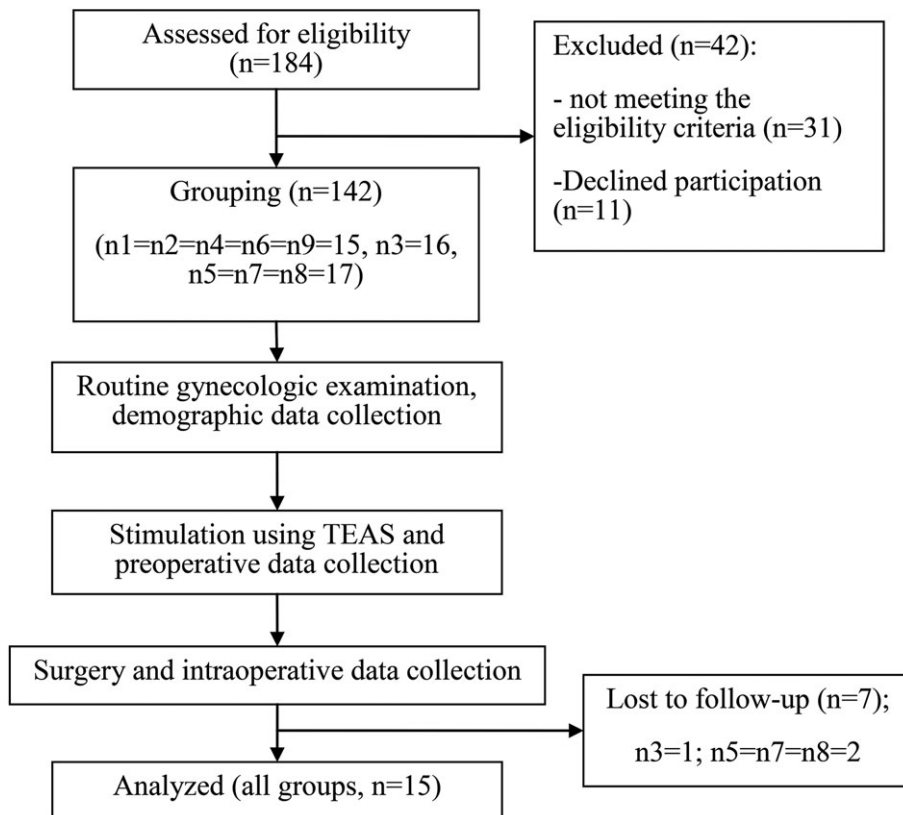 Assessed for eligibility
(n=184)
Excluded (n=42):
- not meeting the
eligibility criteria (n=31)
-Declined participation
(n=11)
Grouping (n=142)
(n1=n2=n4=n6=n9=15, n3=16,
n5=n7=n8=17)
Routine gynecologic examination,
demographic data collection
Stimulation using TEAS and
preoperative data collection
Surgery and intraoperative data collection
Lost to follow-up (n=7);
n3=1; n5=n7=n8=2
Analyzed (all groups, n=15)